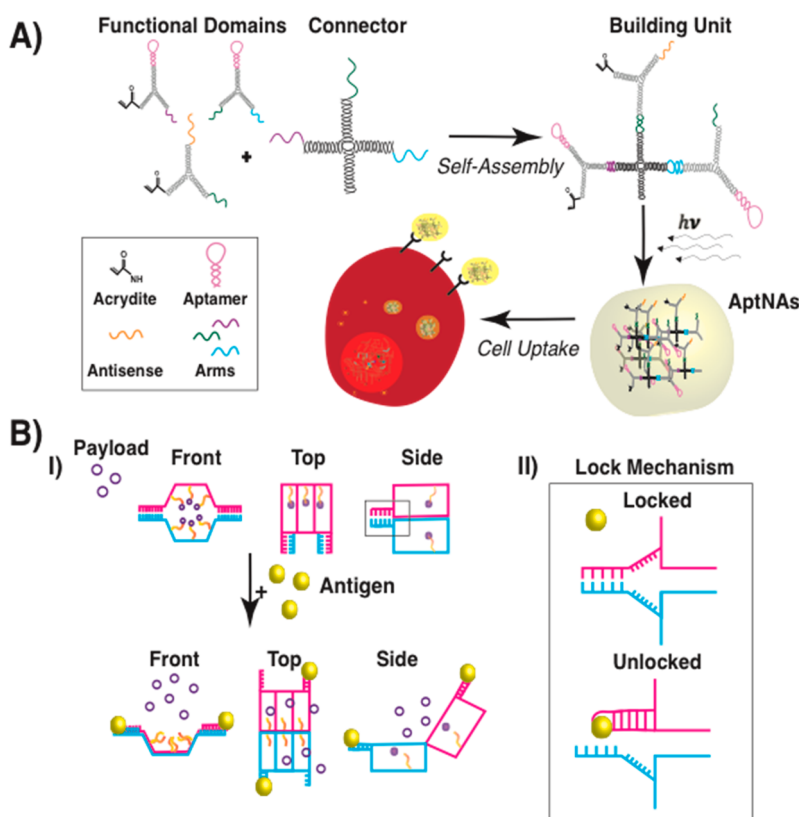 A)
Functional Domains
Connector
Building Unit
O
O
O
NH
+
Self-Assembly
hν
AptNAs
Cell Uptake
Acrydite
Aptamer
Antisense
Arms
B)
I)
Payload
Front
Top
Side
+
Antigen
Front
Top
Side
II)
Lock Mechanism
Locked
Unlocked